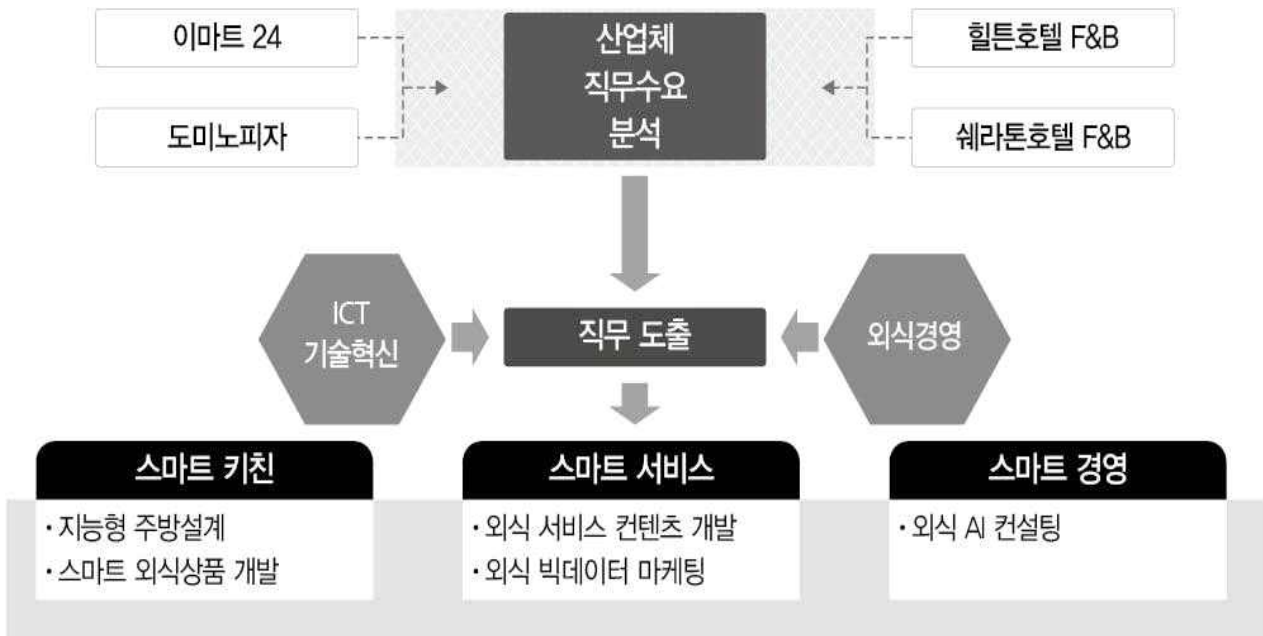 이마트 24
산업체
직무수요
분석
힐튼호텔 F&B
도미노피자
쉐라톤호텔 F&B
ICT
기술혁신
직무 도출
외식경영
스마트 키친
· 지능형 주방설계
· 스마트 외식상품 개발
스마트 서비스
· 외식 서비스 컨텐츠 개발
· 외식 빅데이터 마케팅
스마트 경영
· 외식 AI 컨설팅